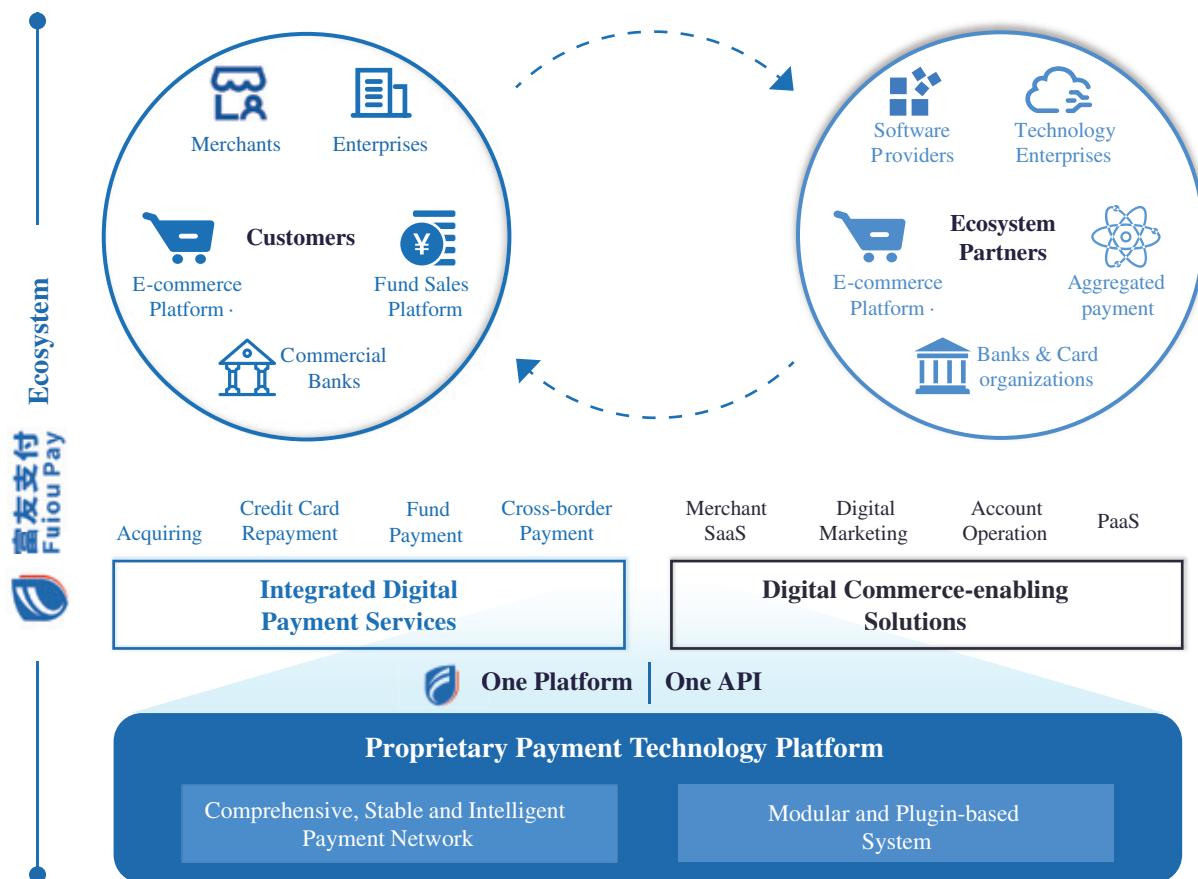 Ecosystem
富友支付
Fuiou Pay
Merchants
Enterprises
Customers
E-commerce
Platform ·
¥
Fund Sales
Platform
Commercial
Banks
Software
Providers
Technology
Enterprises
Ecosystem
Partners
E-commerce
Platform ·
Aggregated
payment
Banks & Card
organizations
Acquiring
Credit Card
Repayment
Fund
Payment
Cross-border
Payment
Merchant
SaaS
Digital
Marketing
Account
Operation
PaaS
Integrated Digital
Payment Services
Digital Commerce-enabling
Solutions
One Platform
One API
Proprietary Payment Technology Platform
Comprehensive, Stable and Intelligent
Payment Network
Modular and Plugin-based
System